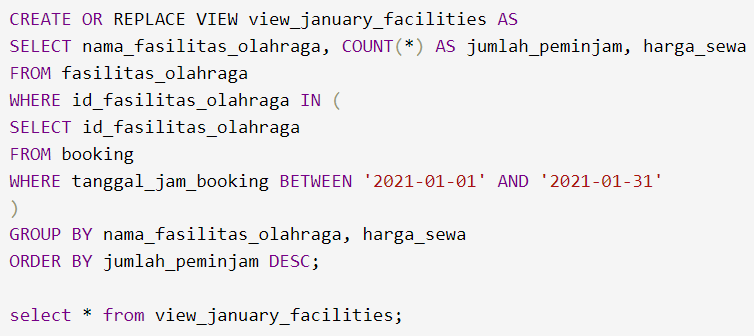 CREATE OR REPLACE VIEW view_january_facilities AS
SELECT nama_fasilitas_olahraga, COUNT(*) AS jumlah_peminjam, harga_sewa
FROM fasilitas_olahraga
WHERE id_fasilitas_olahraga IN (
SELECT id_fasilitas_olahraga
FROM booking
WHERE tanggal_jam_booking BETWEEN '2021-01-01' AND '2021-01-31'
)
GROUP BY nama_fasilitas_olahraga, harga_sewa
ORDER BY jumlah_peminjam DESC;
select * from view_january_facilities;